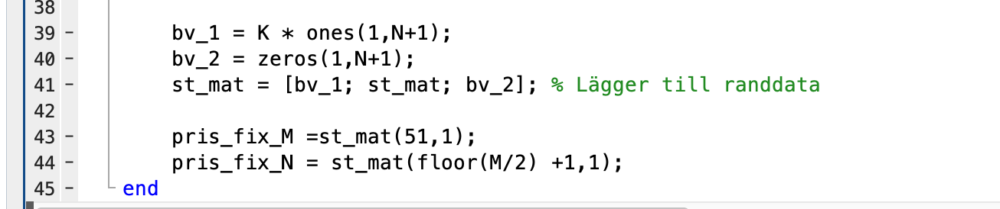 38
39 - bv_1 = K * ones(1,N+1);
40 - bv_2 = zeros(1,N+1);
41 - st_mat = [bv_1; st_mat; bv_2]; % Lägger till randdata
42
43 - pris_fix_M =st_mat(51,1);
44 - pris_fix_N = st_mat(floor(M/2) +1,1);
45 - end